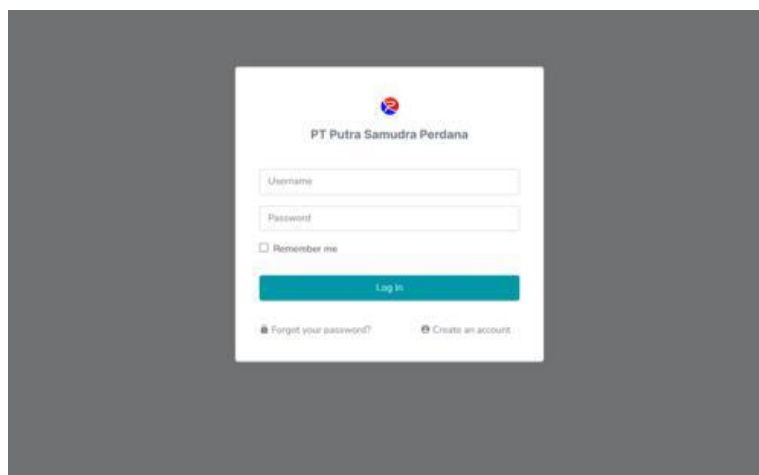 PT Putra Samudra Perdana
Username
Password
Remember me
Log In
Forgot your password? Create an account